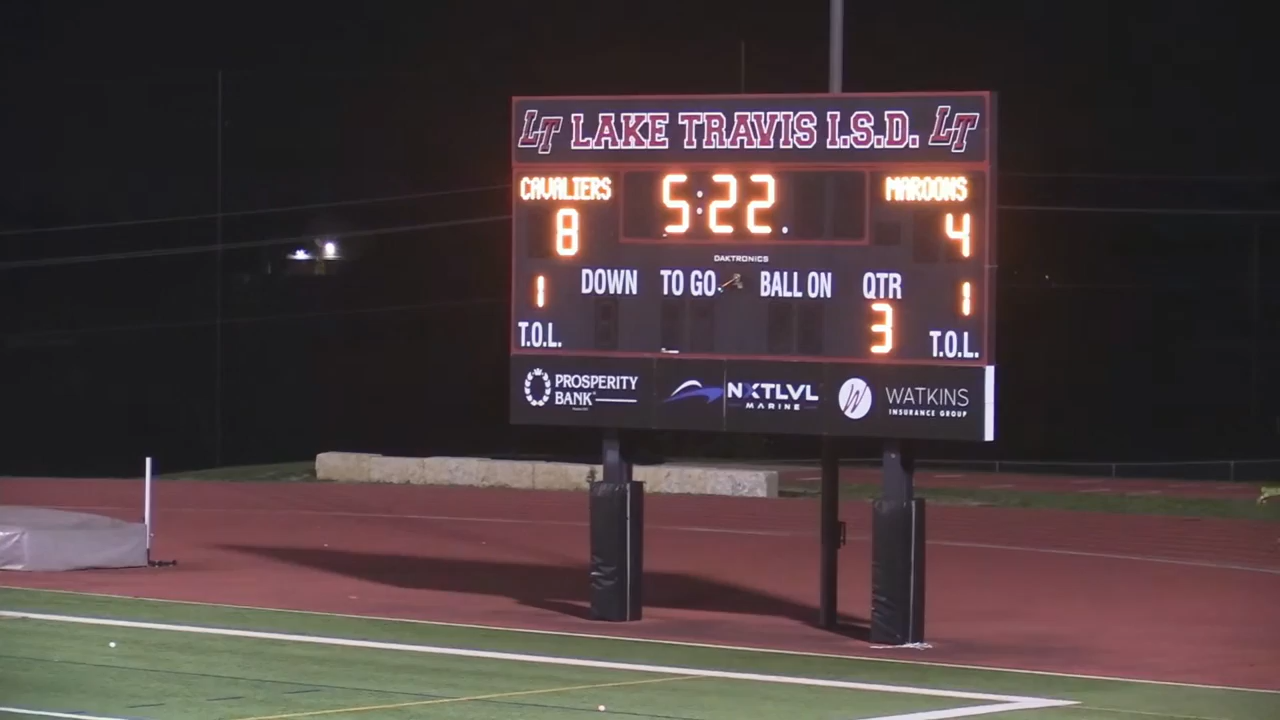 LT LAKE TRAVIS I.S.D. LT
CAVALIERS 5:22 MAROONS
8 4
DAKTRONICS
DOWN TO GO BALL ON QTR
1 3 1
T.O.L. T.O.L.
PROSPERITY BANK
NXTLVL MARINE
W WATKINS INSURANCE GROUP